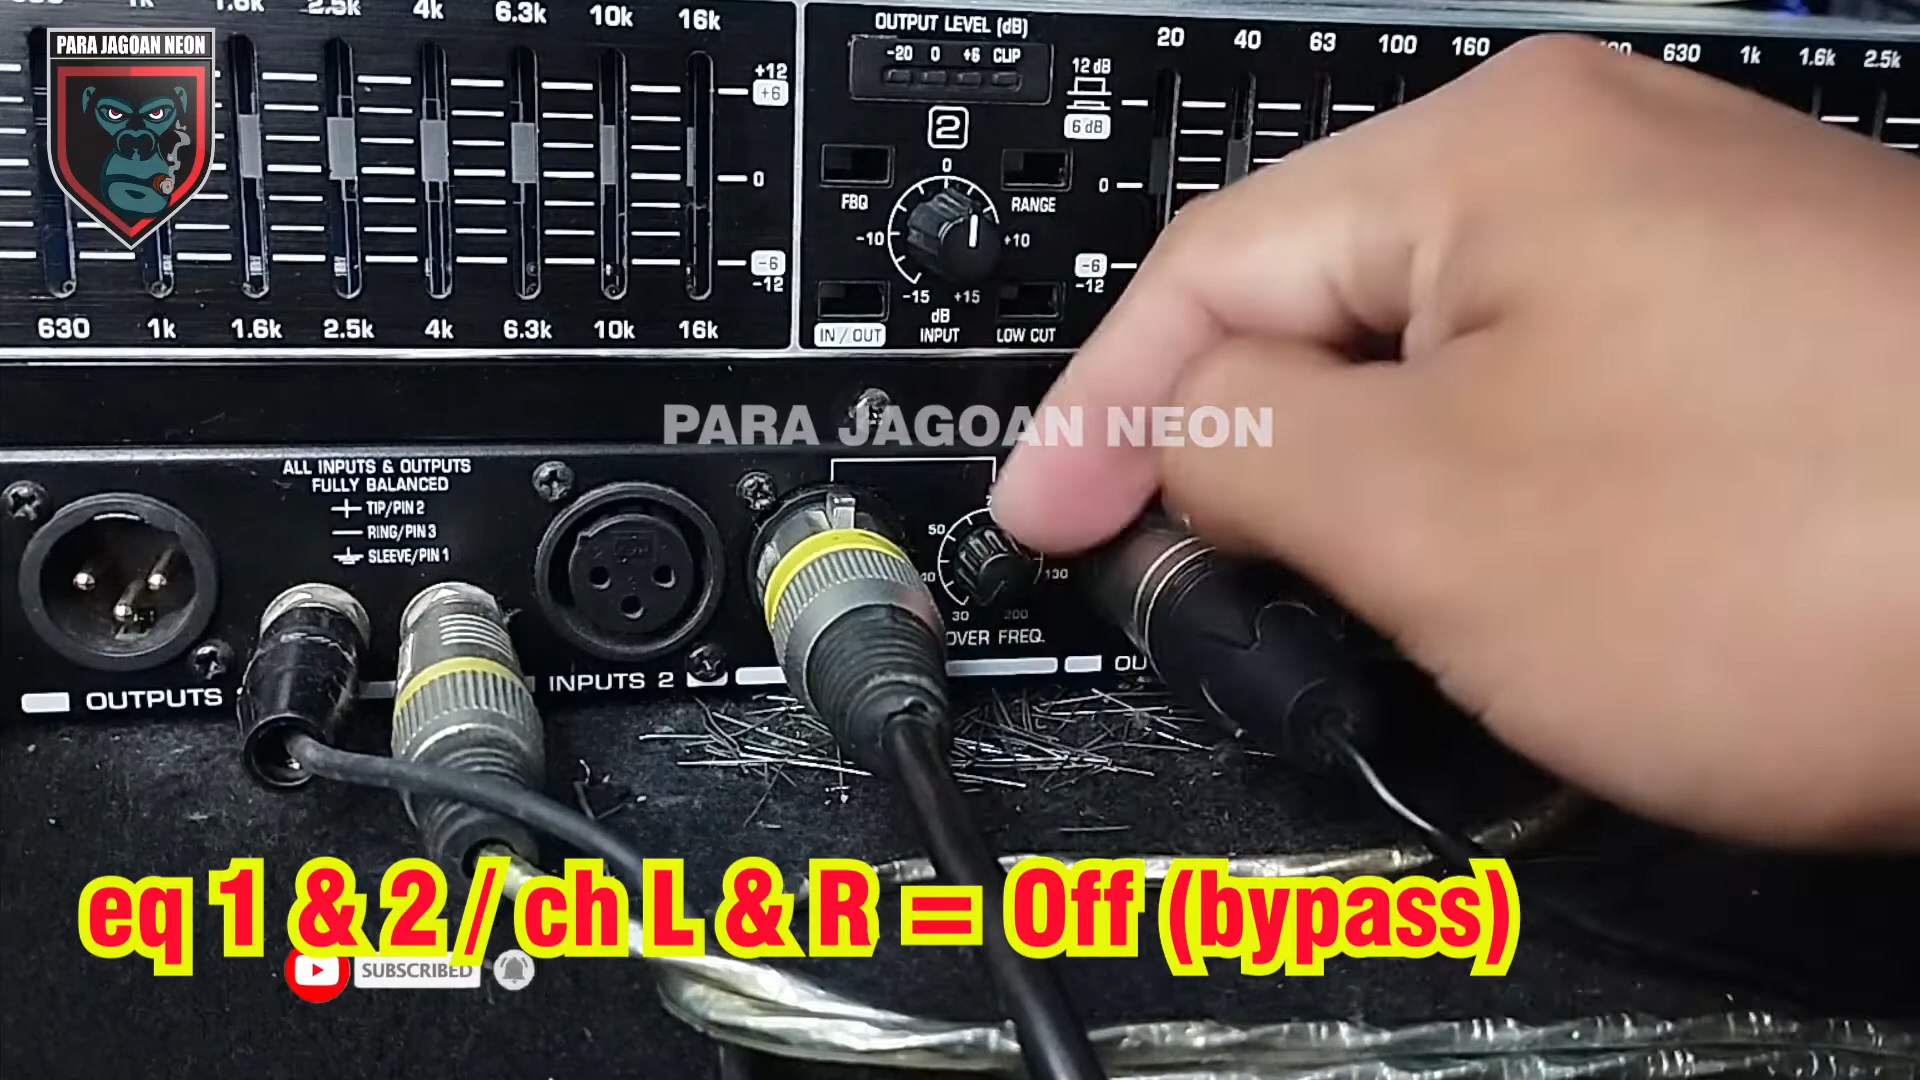 PARA JAGOAN NEON
1k 1.6k 2.5k 4k 6.3k 10k 16k
+12
+6
0
-6
-12
630 1k 1.6k 2.5k 4k 6.3k 10k 16k
OUTPUT LEVEL (dB)
-20 0 +6 CLIP
2
12 dB
6 dB
FBQ
RANGE
0
-10 +10
-15 +15
dB
INPUT
IN / OUT
LOW CUT
20 40 63 100 160 630 1k 1.6k 2.5k
0
-6
-12
PARA JAGOAN NEON
ALL INPUTS & OUTPUTS
FULLY BALANCED
TIP/PIN 2
RING/PIN 3
SLEEVE/PIN 1
OUTPUTS
INPUTS 2
50
130
30 200
OVER FREQ.
OU
eq 1 & 2 / ch L & R = Off (bypass)
SUBSCRIBED